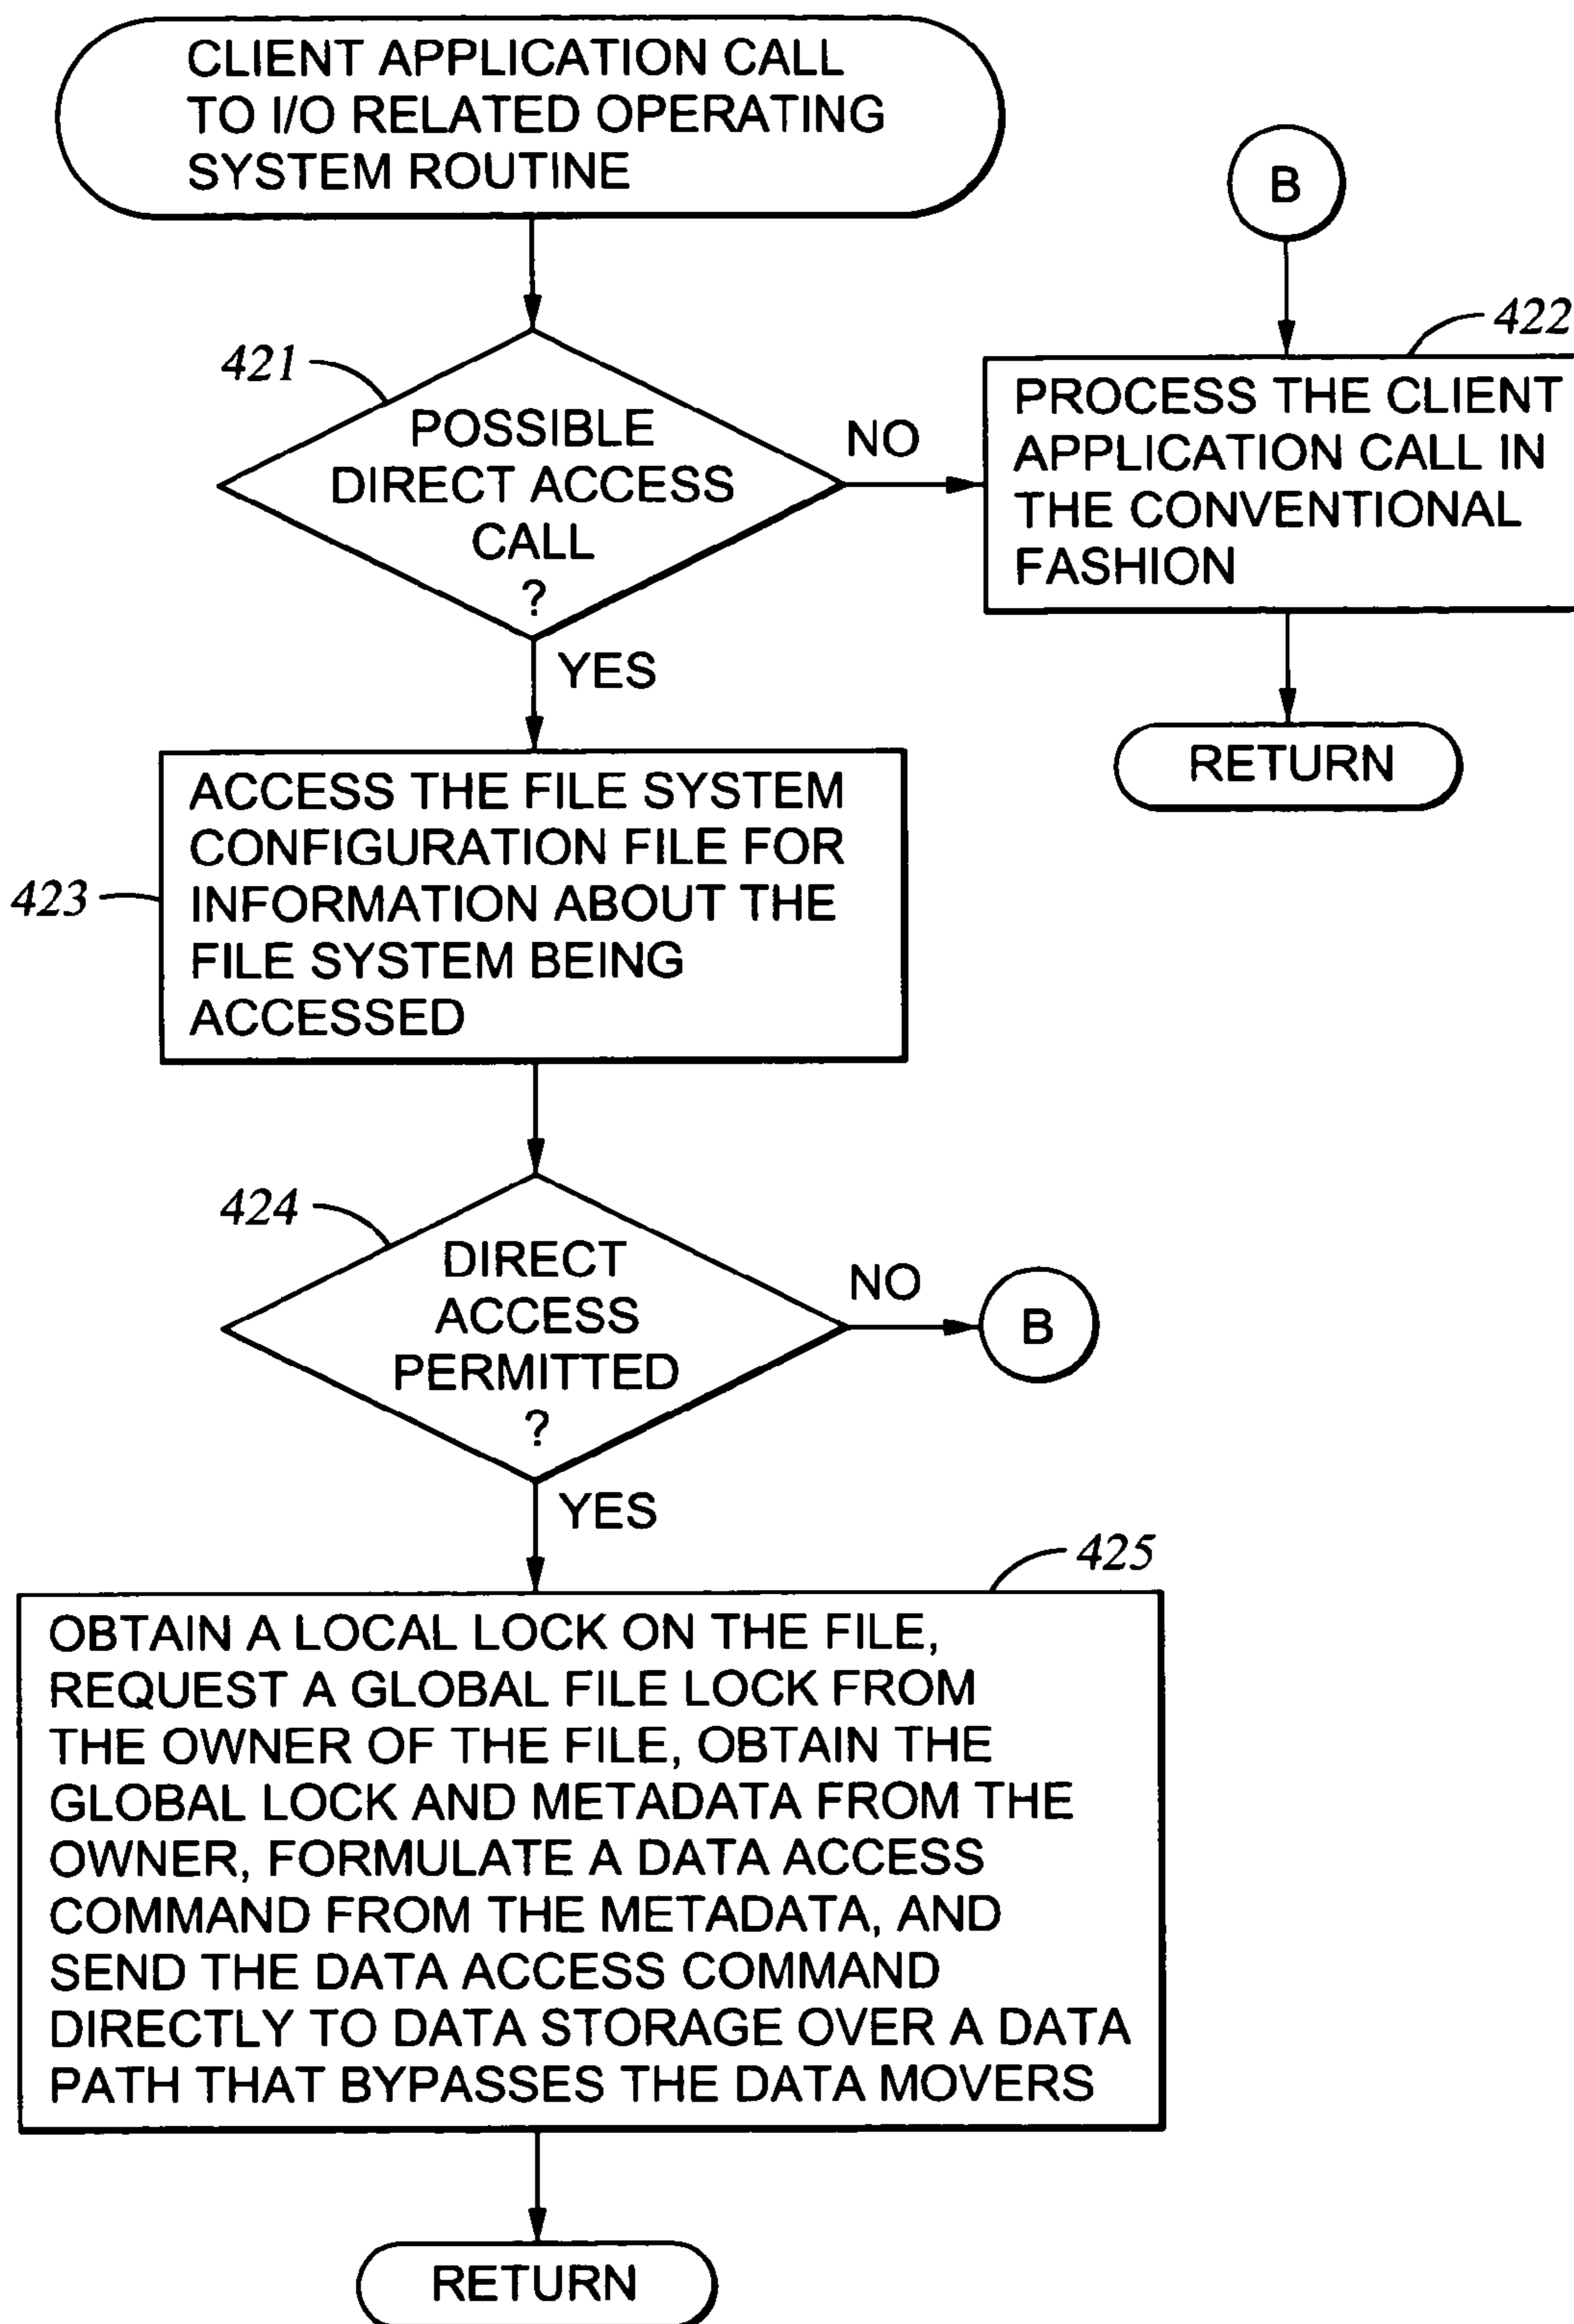 CLIENT APPLICATION CALL
TO I/O RELATED OPERATING
SYSTEM ROUTINE
B
421
POSSIBLE
DIRECT ACCESS
CALL
?
NO
422
PROCESS THE CLIENT
APPLICATION CALL IN
THE CONVENTIONAL
FASHION
YES
RETURN
423
ACCESS THE FILE SYSTEM
CONFIGURATION FILE FOR
INFORMATION ABOUT THE
FILE SYSTEM BEING
ACCESSED
424
DIRECT
ACCESS
PERMITTED
?
NO
B
YES
425
OBTAIN A LOCAL LOCK ON THE FILE,
REQUEST A GLOBAL FILE LOCK FROM
THE OWNER OF THE FILE, OBTAIN THE
GLOBAL LOCK AND METADATA FROM THE
OWNER, FORMULATE A DATA ACCESS
COMMAND FROM THE METADATA, AND
SEND THE DATA ACCESS COMMAND
DIRECTLY TO DATA STORAGE OVER A DATA
PATH THAT BYPASSES THE DATA MOVERS
RETURN